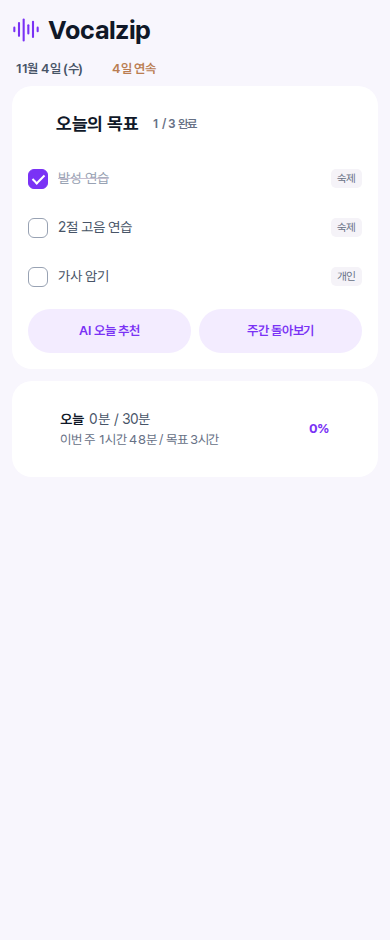 Vocalzip
11월 4일 (수) 4일 연속
오늘의 목표 1 / 3 완료
발성 연습 숙제
2절 고음 연습 숙제
가사 암기 개인
AI 오늘 추천 주간 돌아보기
오늘 0분 / 30분
이번 주 1시간 48분 / 목표 3시간
0%